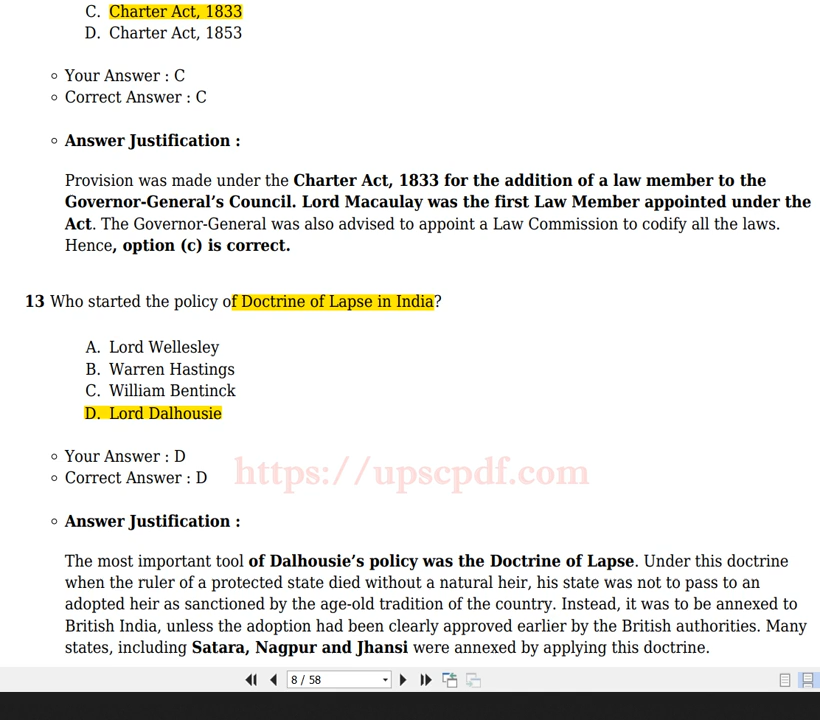 C. Charter Act, 1833
D. Charter Act, 1853
Your Answer : C
Correct Answer : C
Answer Justification :
Provision was made under the Charter Act, 1833 for the addition of a law member to the
Governor-General’s Council. Lord Macaulay was the first Law Member appointed under the
Act. The Governor-General was also advised to appoint a Law Commission to codify all the laws.
Hence, option (c) is correct.
13 Who started the policy of Doctrine of Lapse in India?
A. Lord Wellesley
B. Warren Hastings
C. William Bentinck
D. Lord Dalhousie
Your Answer : D
Correct Answer : D
https://upscpdf.com
Answer Justification :
The most important tool of Dalhousie’s policy was the Doctrine of Lapse. Under this doctrine
when the ruler of a protected state died without a natural heir, his state was not to pass to an
adopted heir as sanctioned by the age-old tradition of the country. Instead, it was to be annexed to
British India, unless the adoption had been clearly approved earlier by the British authorities. Many
states, including Satara, Nagpur and Jhansi were annexed by applying this doctrine.
8 / 58